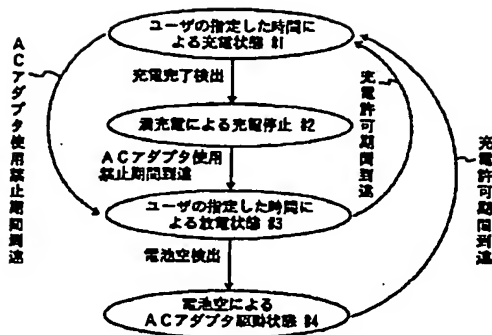 ユーザの指定した時間に
よる充電状態 #1
充電完了検出
満充電による充電停止 #2
ACアダプタ使用
禁止期間到達
ユーザの指定した時間に
よる放電状態 #3
電池空検出
電池空による
ACアダプタ駆動状態 #4
ACアダプタ使用禁止期間到達
充電許可期間到達
充電許可期間到達